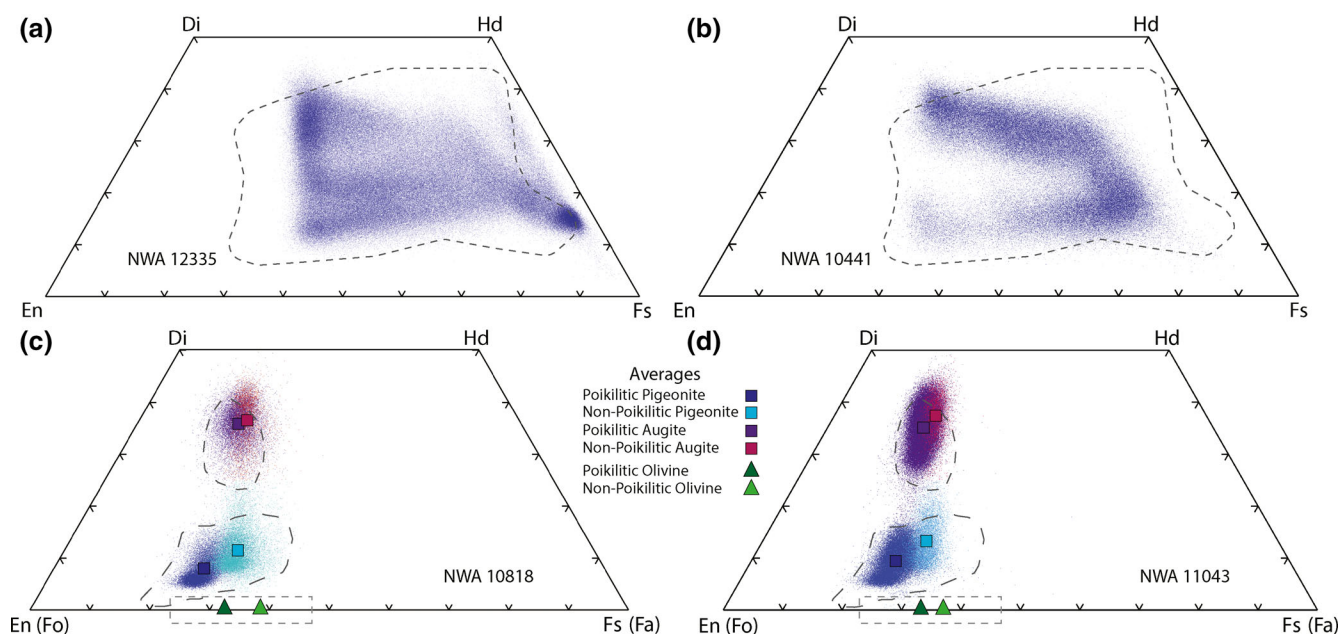 (a)
Di
Hd
NWA 12335
En
Fs
(b)
Di
Hd
NWA 10441
En
Fs
(c)
Di
Hd
NWA 10818
En (Fo)
Fs (Fa)
Averages
Poikilitic Pigeonite
Non-Poikilitic Pigeonite
Poikilitic Augite
Non-Poikilitic Augite
Poikilitic Olivine
Non-Poikilitic Olivine
(d)
Di
Hd
NWA 11043
En (Fo)
Fs (Fa)